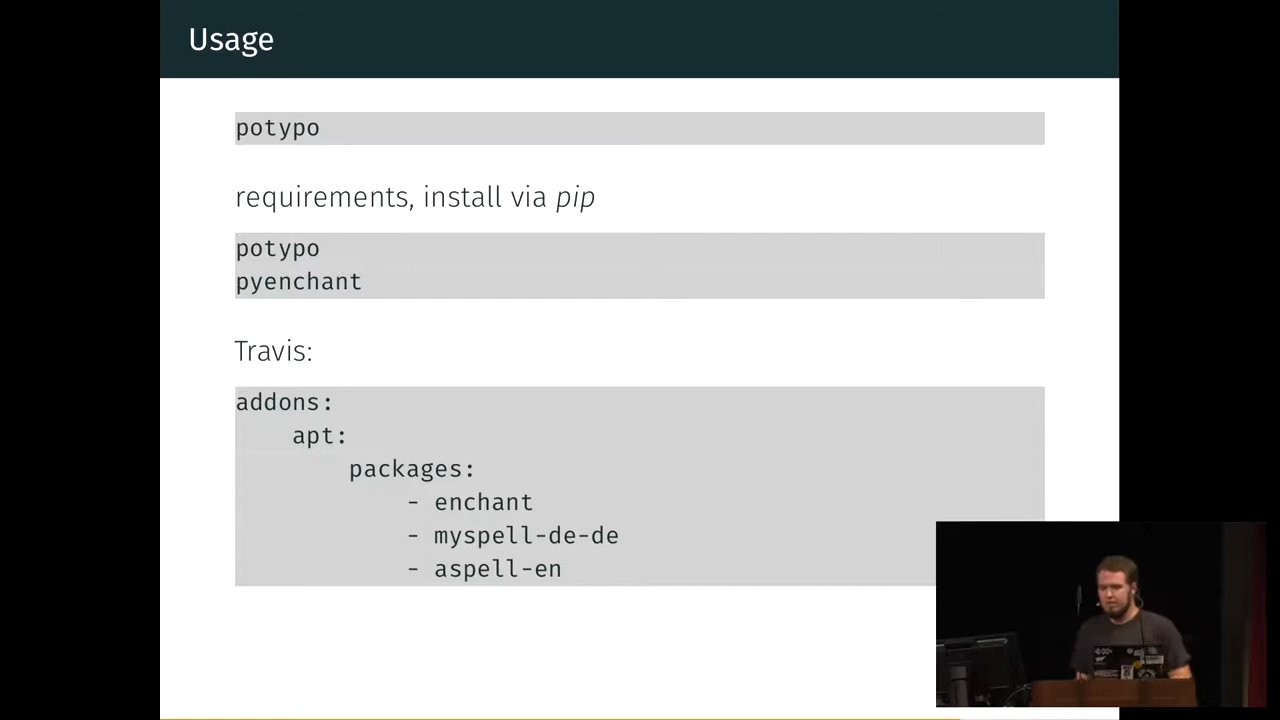 Usage
potypo
requirements, install via pip
potypo
pyenchant
Travis:
addons:
apt:
packages:
- enchant
- myspell-de-de
- aspell-en